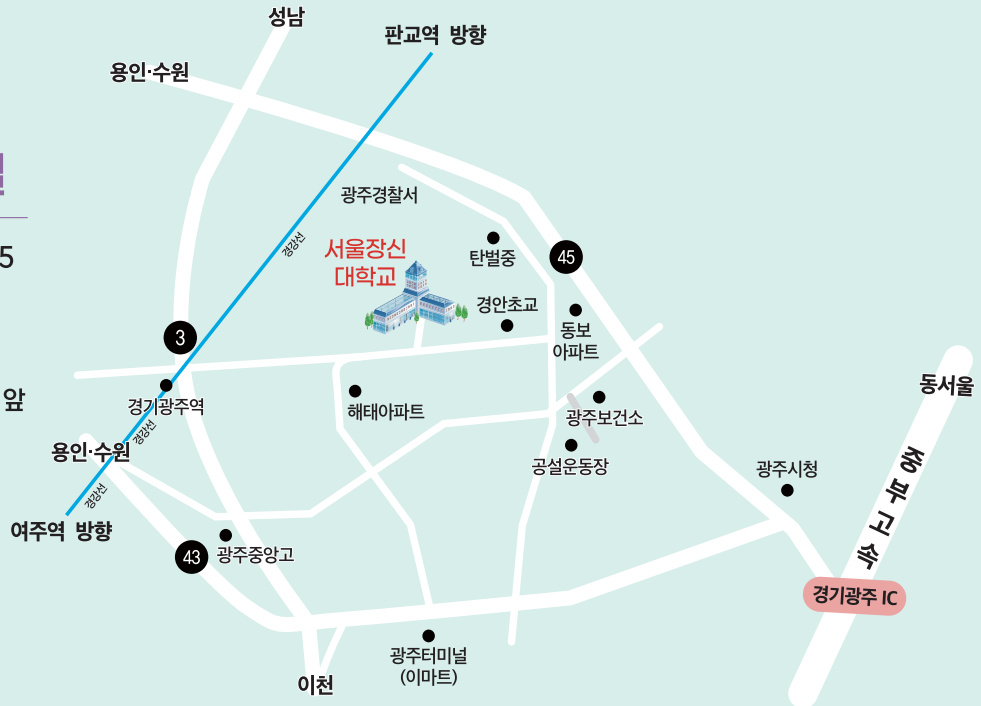 성남
판교역 방향
용인·수원
광주경찰서
5
서울장신
대학교
경강선
탄벌중
45
경안초교
동보
아파트
3
앞
경기광주역
해태아파트
광주보건소
동서울
경강선
용인·수원
공설운동장
광주시청
중부고속
경강선
여주역 방향
43
광주중앙고
경기광주 IC
광주터미널
(이마트)
이천